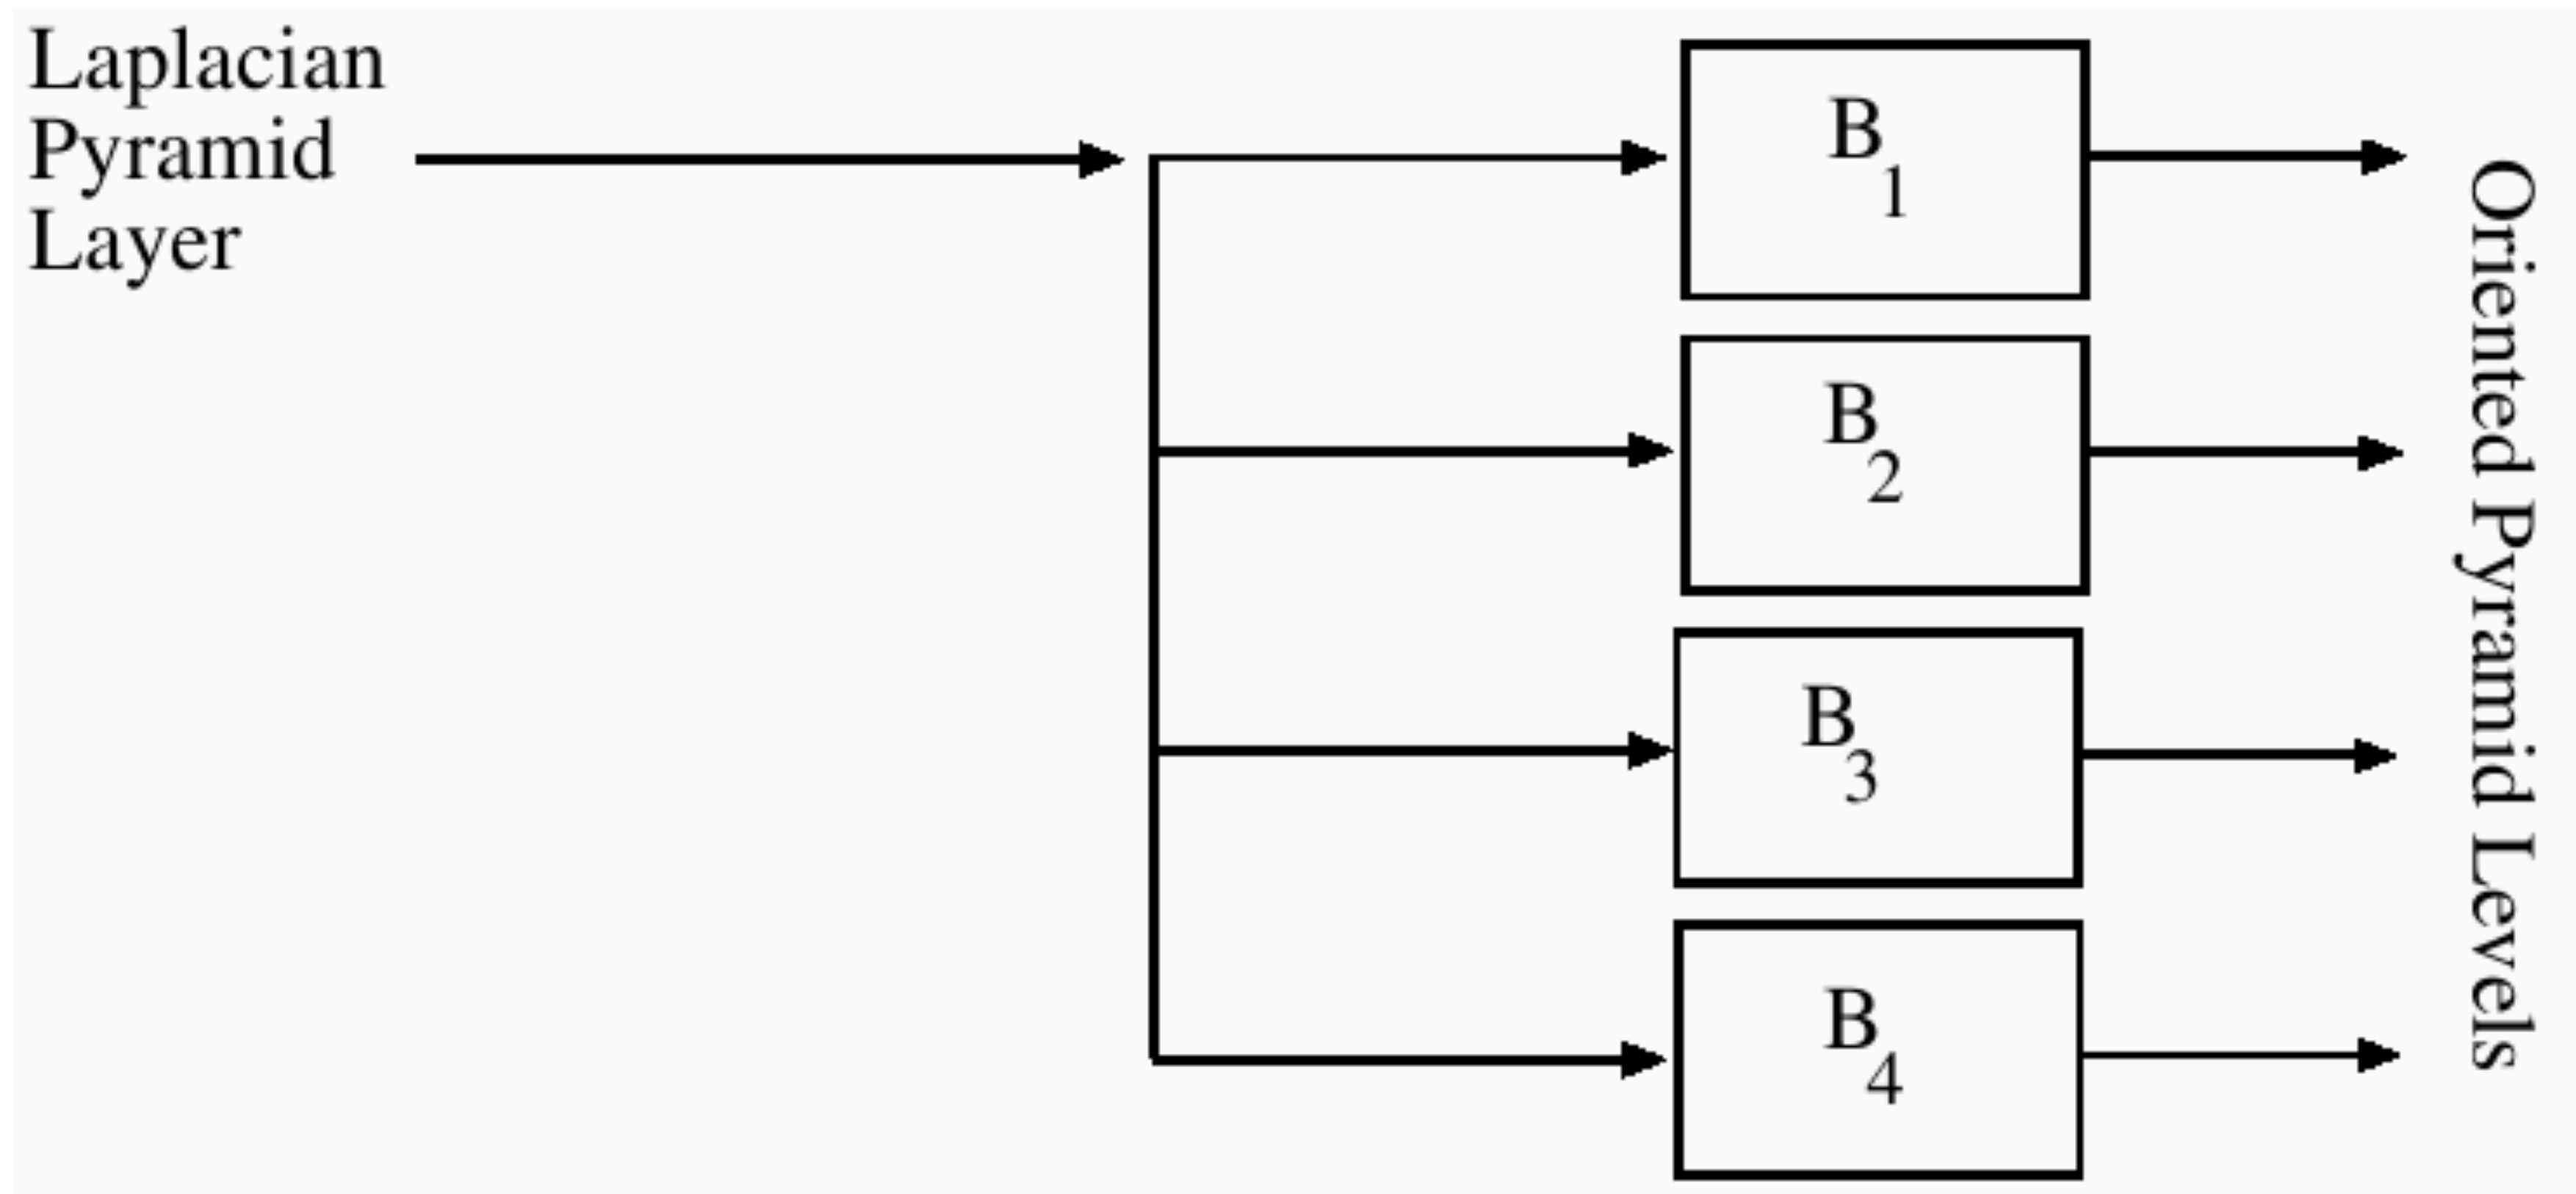 Laplacian
Pyramid
Layer
B1
B2
B3
B4
Oriented Pyramid Levels